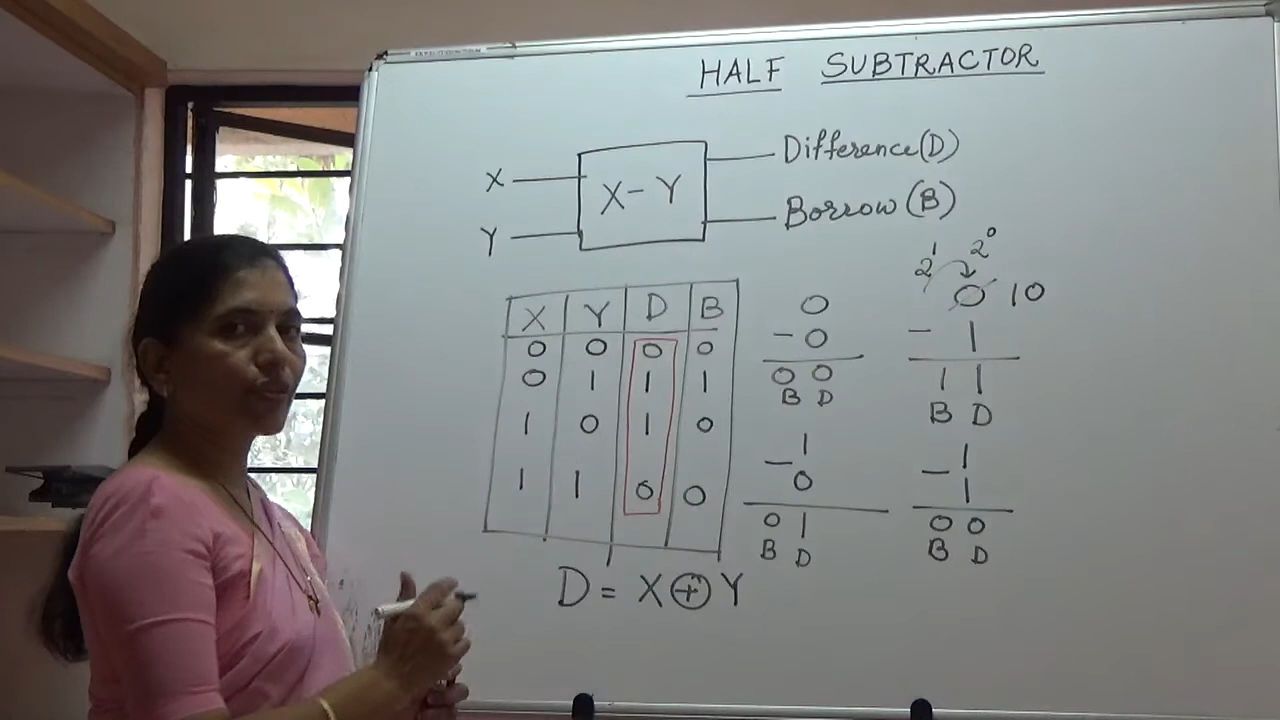 HALF SUBTRACTOR
X
Y
X - Y
Difference(D)
Borrow (B)
X Y D B
0 0 0 0
0 1 1 1
1 0 1 0
1 1 0 0
0
- 0
0 0
B D
2¹ 2⁰
0 10
- 1
1 1
B D
1
- 0
0 1
B D
1
- 1
0 0
B D
D = X ⊕ Y